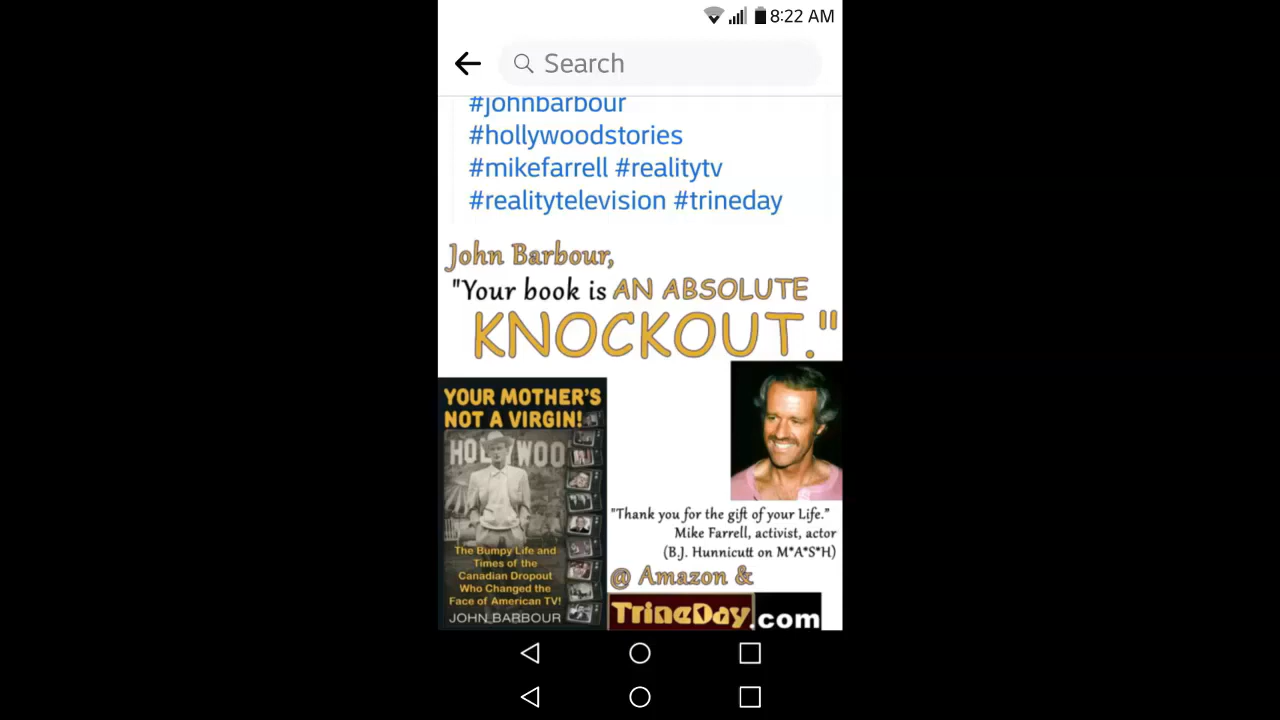 8:22 AM
Search
#johnbarbour
#hollywoodstories
#mikefarrell #realitytv
#realitytelevision #trineday
John Barbour,
"Your book is AN ABSOLUTE
KNOCKOUT."
YOUR MOTHER'S
NOT A VIRGIN!
HOLLYWOO
The Bumpy Life and
Times of the
Canadian Dropout
Who Changed the
Face of American TV!
JOHN BARBOUR
"Thank you for the gift of your Life."
Mike Farrell, activist, actor
(B.J. Hunnicutt on M*A*S*H)
@ Amazon &
TrineDay.com